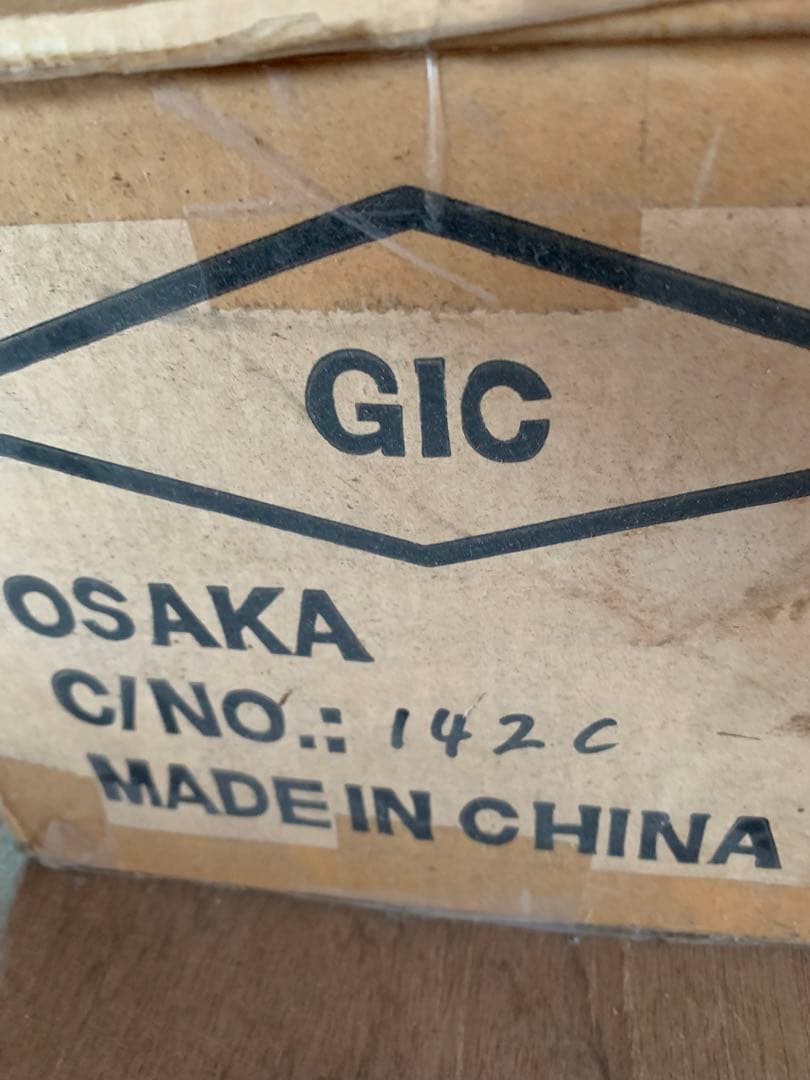 GIC
OSAKA
C/NO.: 142C
MADE IN CHINA